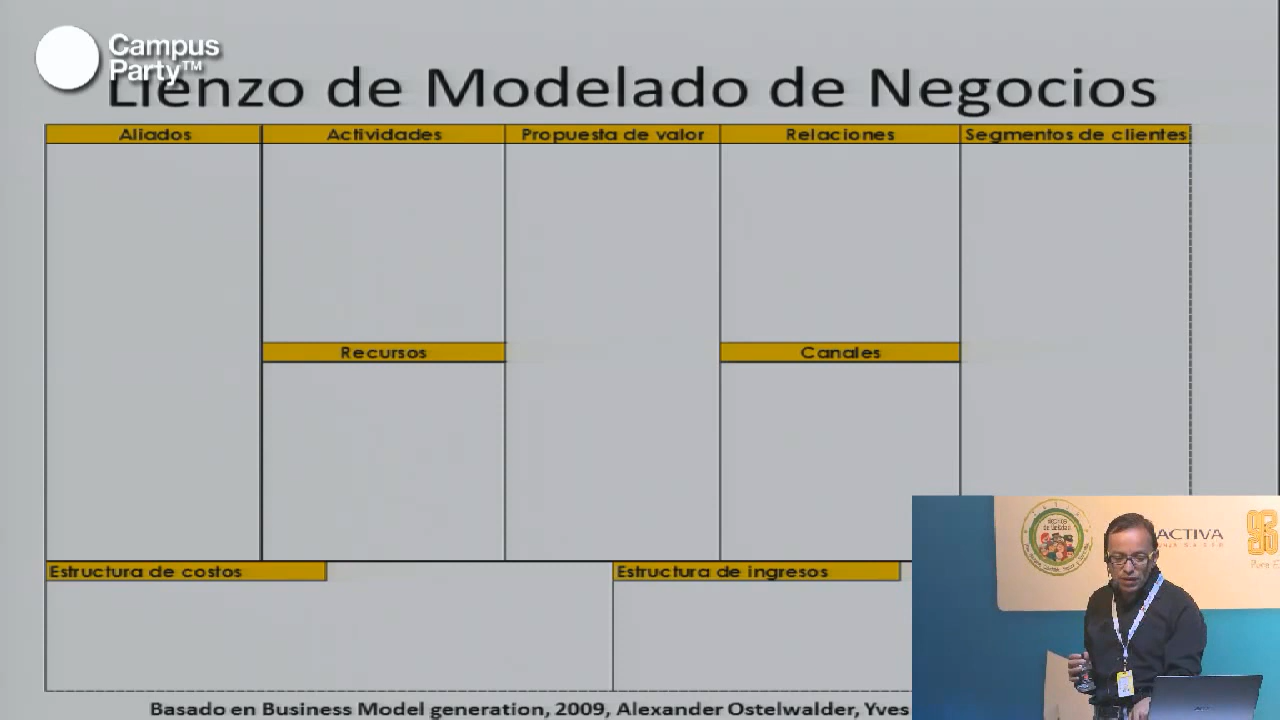 Campus
Party™
Lienzo de Modelado de Negocios
Aliados
Actividades
Propuesta de valor
Relaciones
Segmentos de clientes
Recursos
Canales
Estructura de costos
Estructura de ingresos
Basado en Business Model generation, 2009, Alexander Ostelwalder, Yves
ACTIVA